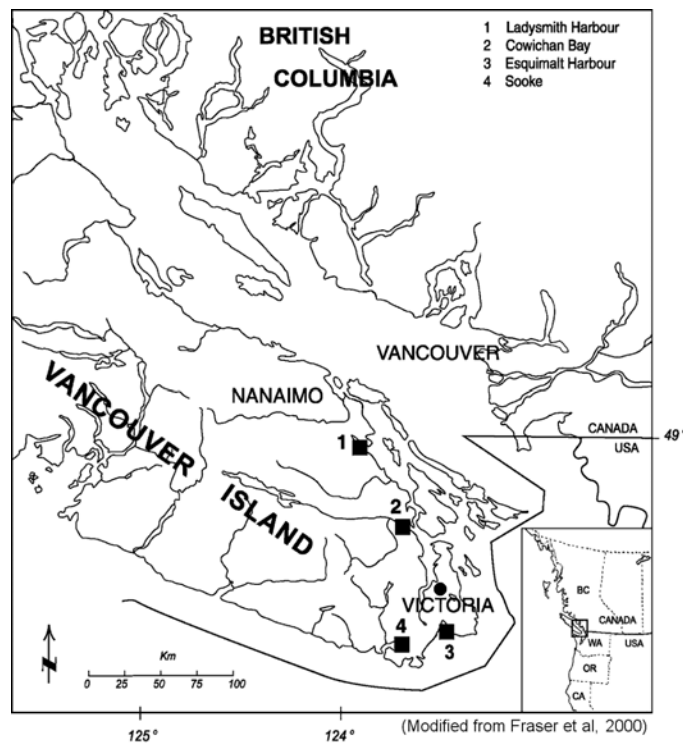 BRITISH
COLUMBIA
1 Ladysmith Harbour
2 Cowichan Bay
3 Esquimalt Harbour
4 Sooke
VANCOUVER
NANAIMO
VANCOUVER
ISLAND
CANADA
USA
49°
1
2
VICTORIA
4
3
N
Km
0 25 50 75 100
BC
CANADA
WA
USA
OR
CA
125°
124°
(Modified from Fraser et al, 2000)